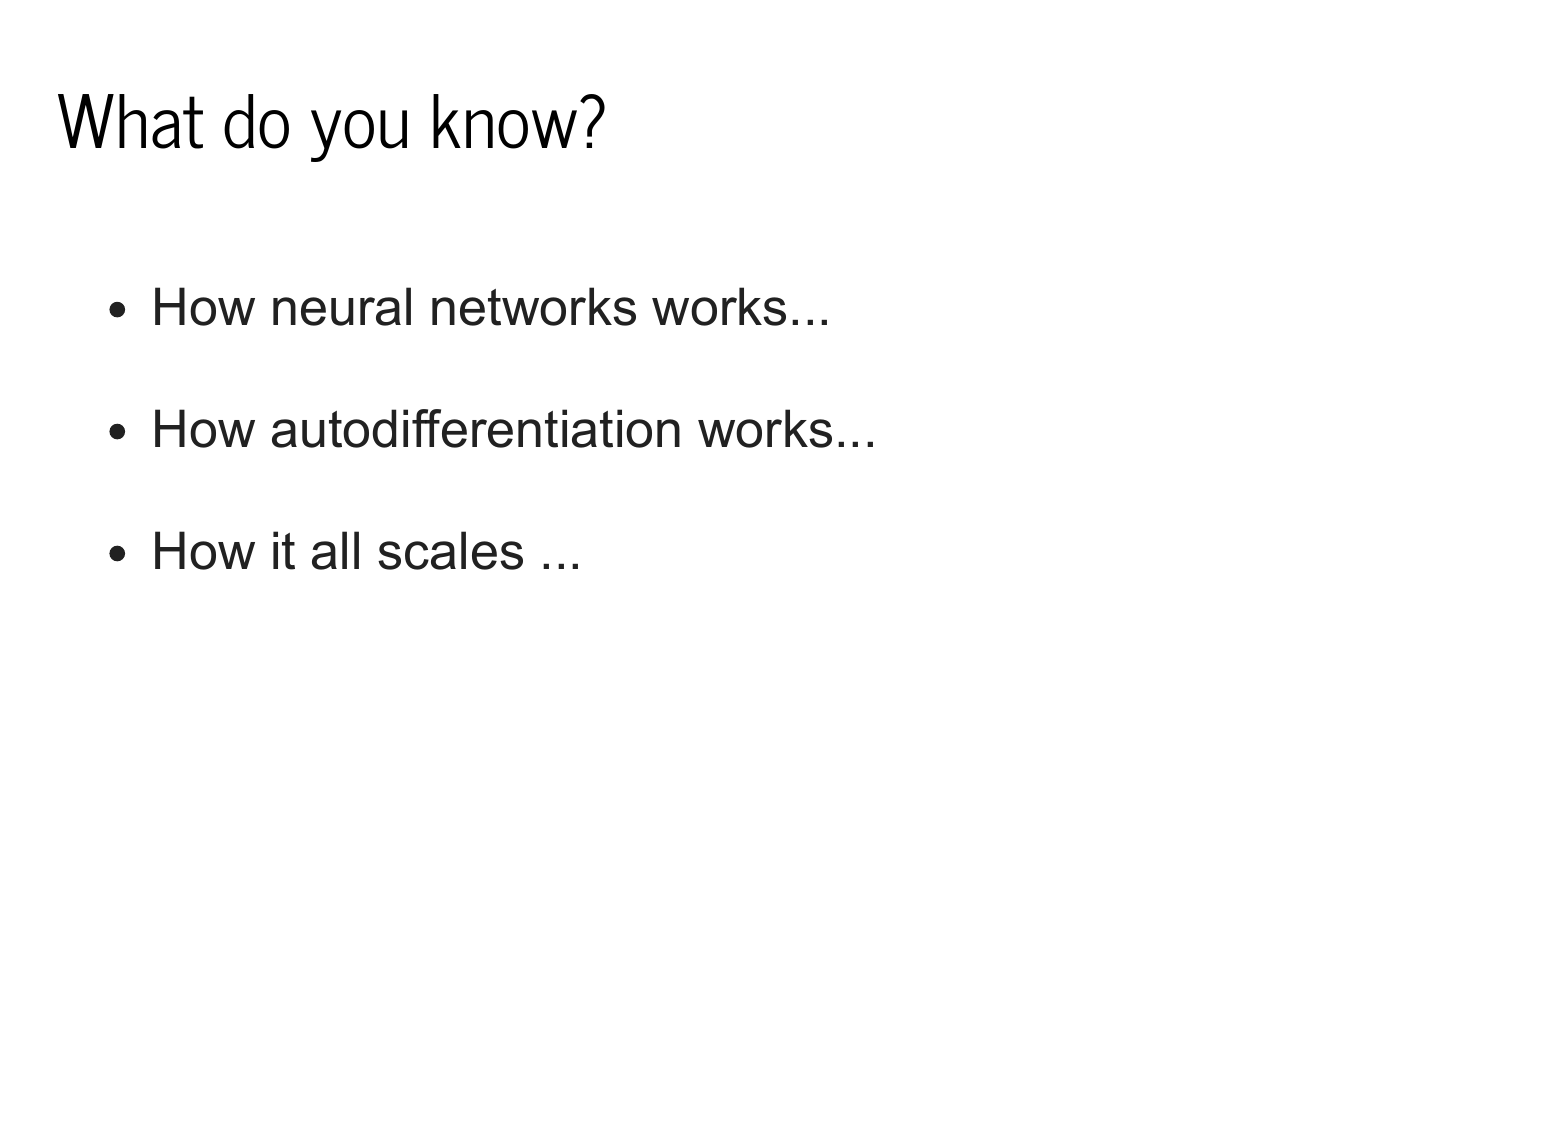 What do you know?
• How neural networks works...
• How autodifferentiation works...
• How it all scales ...